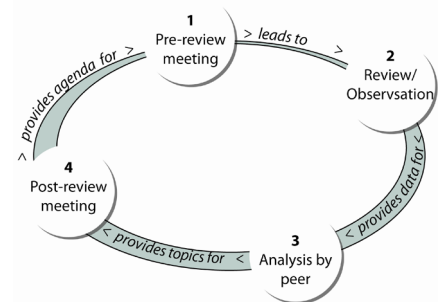 1
Pre-review
meeting
> leads to >
2
Review/
Observsation
> provides data for >
3
Analysis by
peer
> provides topics for >
4
Post-review
meeting
> provides agenda for >